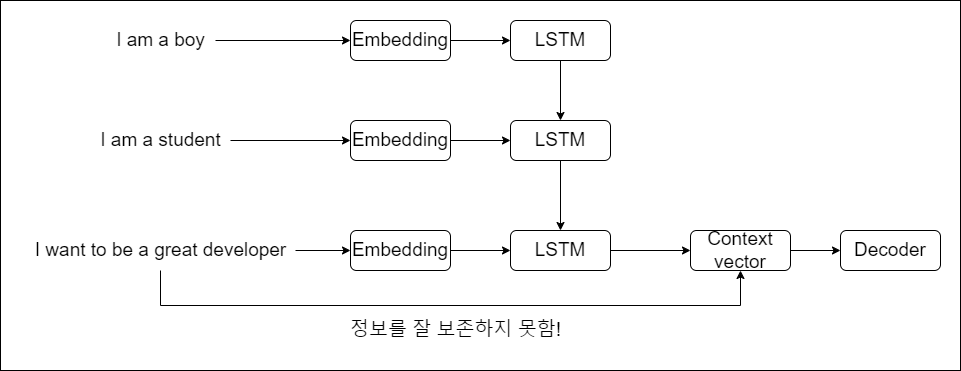 I am a boy
Embedding
LSTM
I am a student
Embedding
LSTM
I want to be a great developer
Embedding
LSTM
Context
vector
Decoder
정보를 잘 보존하지 못함!